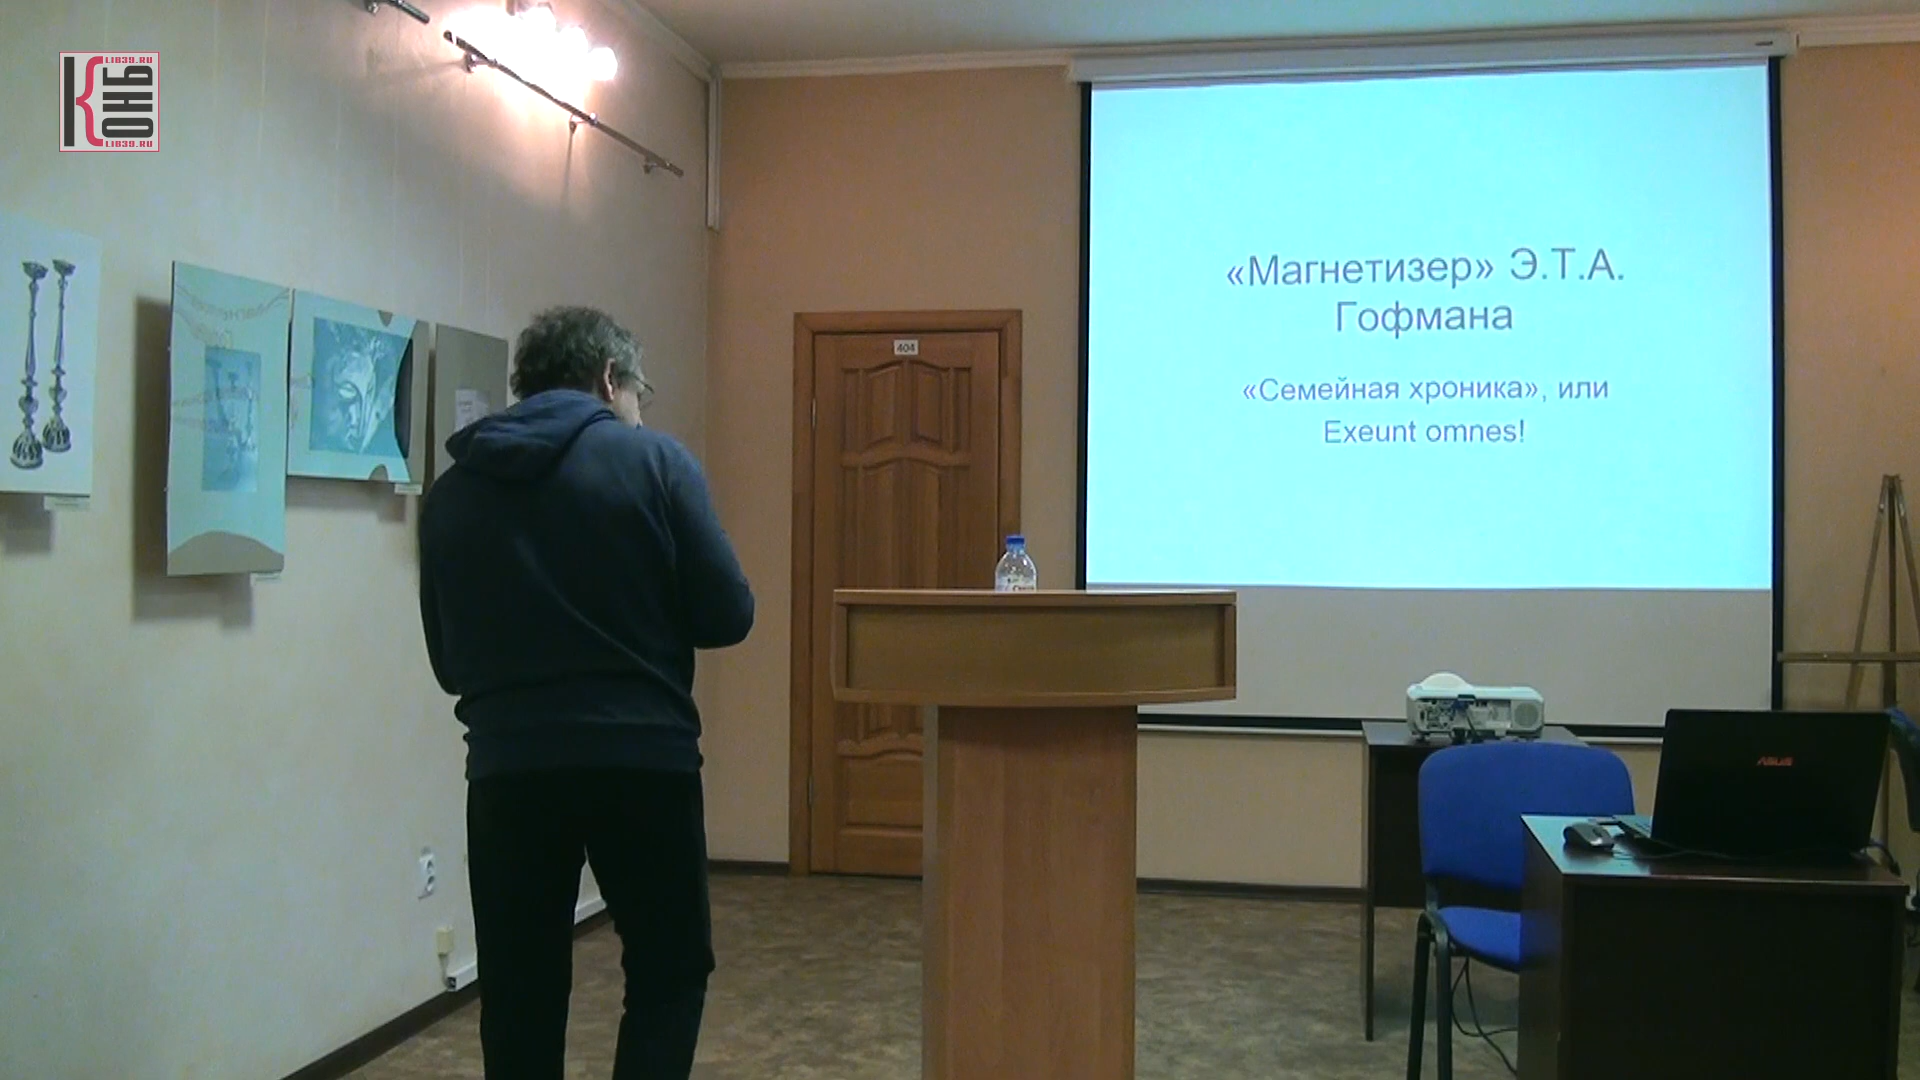 LIB39.RU
КОНБ
LIB39.RU
404
«Магнетизер» Э.Т.А.
Гофмана
«Семейная хроника», или
Exeunt omnes!
ASUS